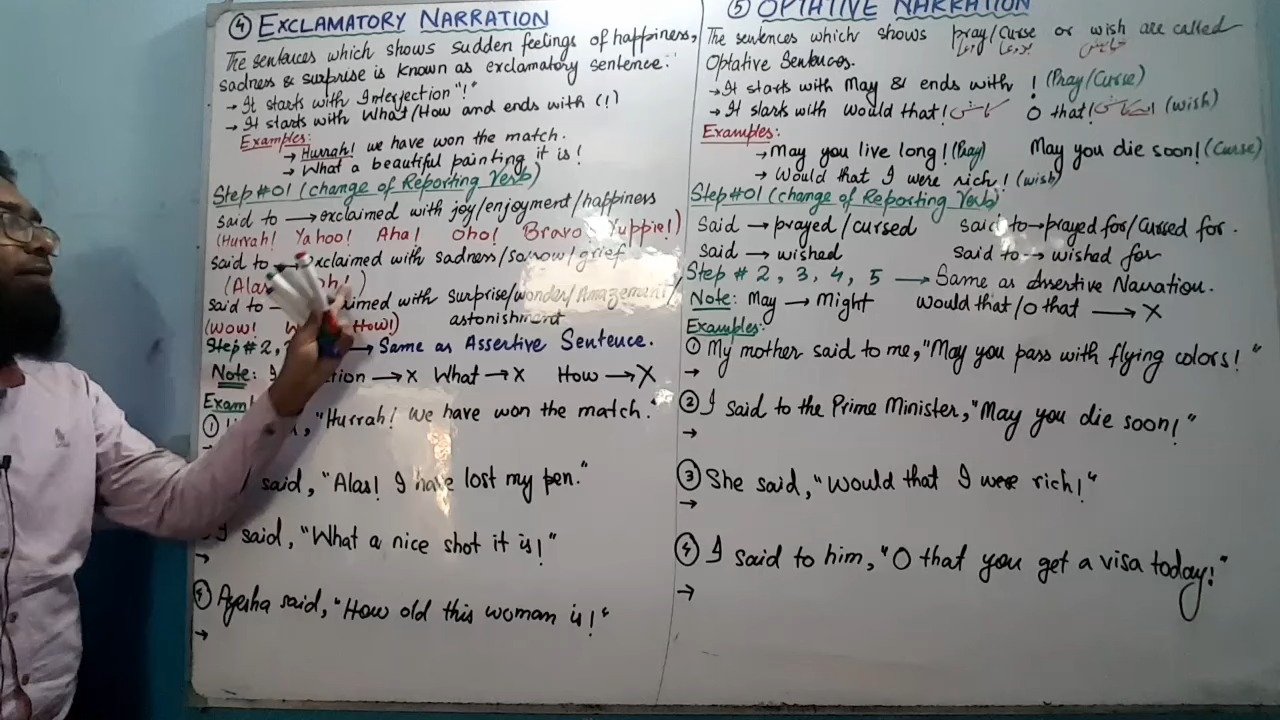 ④ EXCLAMATORY NARRATION
The sentences which shows sudden feelings of happiness,
sadness & surprise is known as exclamatory sentence.
→ It starts with Interjection "!"
→ It starts with What/How and ends with (!)
Examples:
→ Hurrah! we have won the match.
→ What a beautiful painting it is!
Step #01 (change of Reporting Verb)
said to → exclaimed with joy/enjoyment/happiness
(Hurrah! Yahoo! Aha! Oho! Bravo! Yuppie!)
said to → exclaimed with sadness/sorrow/grief
said to with surprise/wonder/Amazement/
(Wow! How!) astonishment
Step #2, → Same as Assertive Sentence.
Note: → X What → X How → X
①
"Hurrah! We have won the match."
→
said, "Alas! I have lost my pen."
I said, "What a nice shot it is!"
→
④ Ayesha said, "How old this woman is!"
→
⑤ OPTATIVE NARRATION
The sentences which shows pray/curse or wish are called
Optative Sentences.
→ It starts with May & ends with ! (Pray/Curse)
→ It starts with Would that! کاش O that! (wish)
Examples:
→ May you live long! (Pray) May you die soon! (Curse)
→ Would that I were rich! (wish)
Step #01 (change of Reporting Verb)
Said → prayed/cursed said to → prayed for/cursed for.
Said → wished said to → wished for
Step # 2, 3, 4, 5 → Same as Assertive Narration.
Note: May → Might would that/O that → X
Examples:
① My mother said to me, "May you pass with flying colors!"
→
② I said to the Prime Minister, "May you die soon!"
→
③ She said, "Would that I were rich!"
→
④ I said to him, "O that you get a visa today!"
→